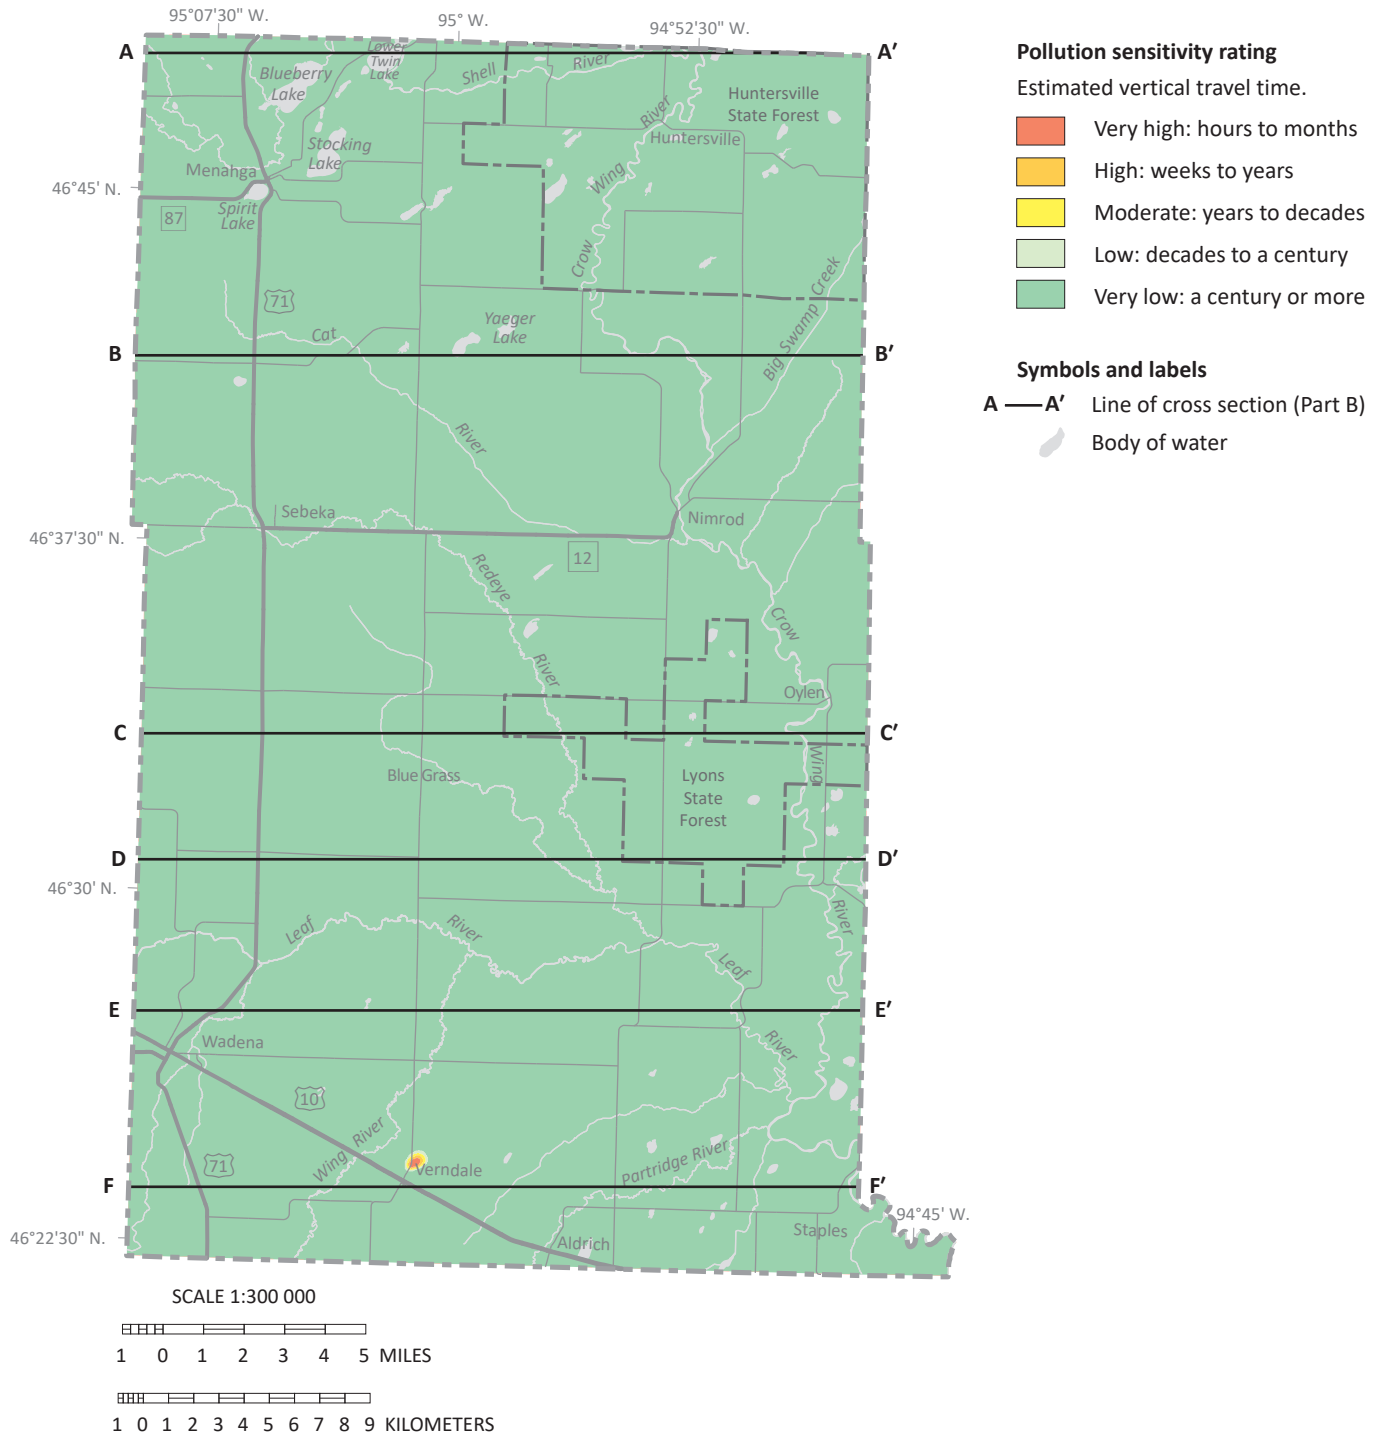 95°07'30" W.
95° W.
94°52'30" W.
A
A′
Lower
Twin
Lake
Blueberry
Lake
Shell
River
Huntersville
State Forest
River
Huntersville
Stocking
Lake
Menahga
46°45' N.
Wing
87
Spirit
Lake
Crow
Big Swamp Creek
71
Yaeger
Lake
Cat
B
B′
River
Sebeka
Nimrod
46°37'30" N.
12
Redeye
Crow
River
Oylen
C
C′
Wing
Blue Grass
Lyons
State
Forest
D
D′
46°30' N.
River
Leaf
River
Leaf
E
E′
Wadena
River
10
Wing River
71
Verndale
Partridge River
F
F′
94°45' W.
Staples
46°22'30" N.
Aldrich
SCALE 1:300 000
1 0 1 2 3 4 5 MILES
1 0 1 2 3 4 5 6 7 8 9 KILOMETERS
Pollution sensitivity rating
Estimated vertical travel time.
Very high: hours to months
High: weeks to years
Moderate: years to decades
Low: decades to a century
Very low: a century or more
Symbols and labels
A A′ Line of cross section (Part B)
Body of water